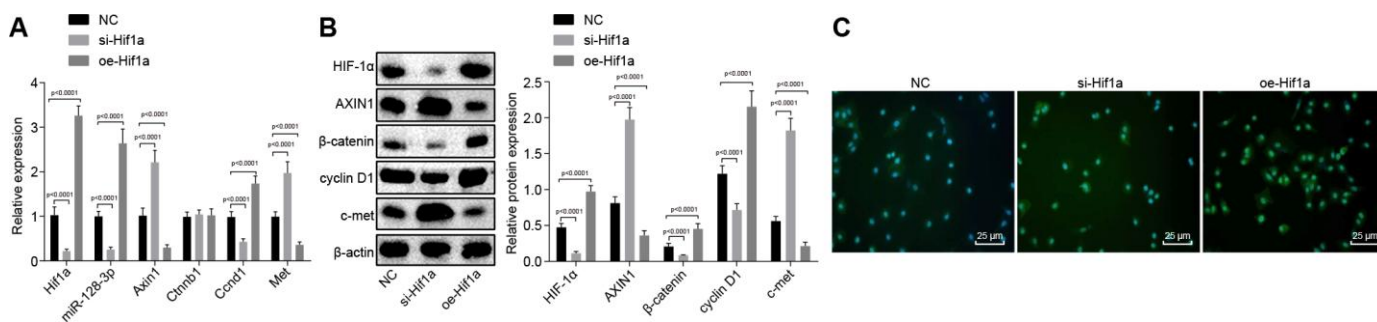 A
NC
si-Hif1a
oe-Hif1a
Relative expression
4
3
2
1
0
p<0.0001
p<0.0001
p<0.0001
p<0.0001
p<0.0001
p<0.0001
p<0.0001
p<0.0001
p<0.0001
p<0.0001
Hif1a
miR-128-3p
Axin1
Ctnnb1
Ccnd1
Met
B
HIF-1α
AXIN1
β-catenin
cyclin D1
c-met
β-actin
NC
si-Hif1a
oe-Hif1a
NC
si-Hif1a
oe-Hif1a
Relative protein expression
2.5
2.0
1.5
1.0
0.5
0.0
p<0.0001
p<0.0001
p<0.0001
p<0.0001
p<0.0001
p<0.0001
p<0.0001
p<0.0001
p<0.0001
p<0.0001
HIF-1α
AXIN1
β-catenin
cyclin D1
c-met
C
NC
si-Hif1a
oe-Hif1a
25 μm
25 μm
25 μm